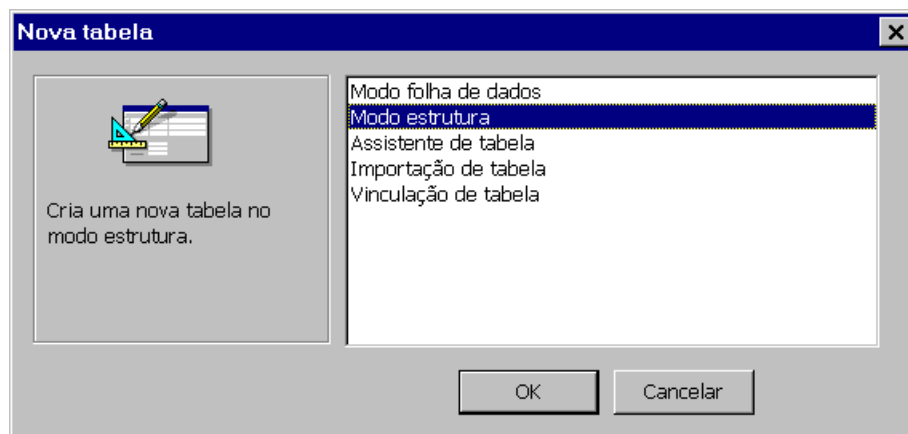 Nova tabela
Modo folha de dados
Modo estrutura
Assistente de tabela
Importação de tabela
Vinculação de tabela
Cria uma nova tabela no
modo estrutura.
OK
Cancelar